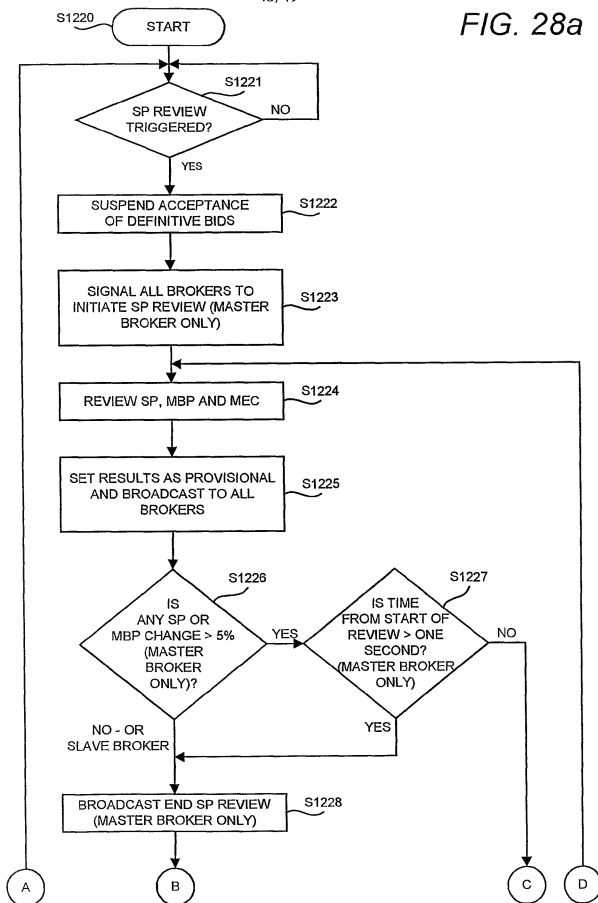 FIG. 28a
S1220
START
S1221
SP REVIEW
TRIGGERED?
NO
YES
SUSPEND ACCEPTANCE
OF DEFINITIVE BIDS
S1222
SIGNAL ALL BROKERS TO
INITIATE SP REVIEW (MASTER
BROKER ONLY)
S1223
REVIEW SP, MBP AND MEC
S1224
SET RESULTS AS PROVISIONAL
AND BROADCAST TO ALL
BROKERS
S1225
S1226
IS
ANY SP OR
MBP CHANGE > 5%
(MASTER
BROKER
ONLY)?
YES
S1227
IS TIME
FROM START OF
REVIEW > ONE
SECOND?
(MASTER BROKER
ONLY)
NO
NO - OR
SLAVE BROKER
YES
BROADCAST END SP REVIEW
(MASTER BROKER ONLY)
S1228
A
B
C
D